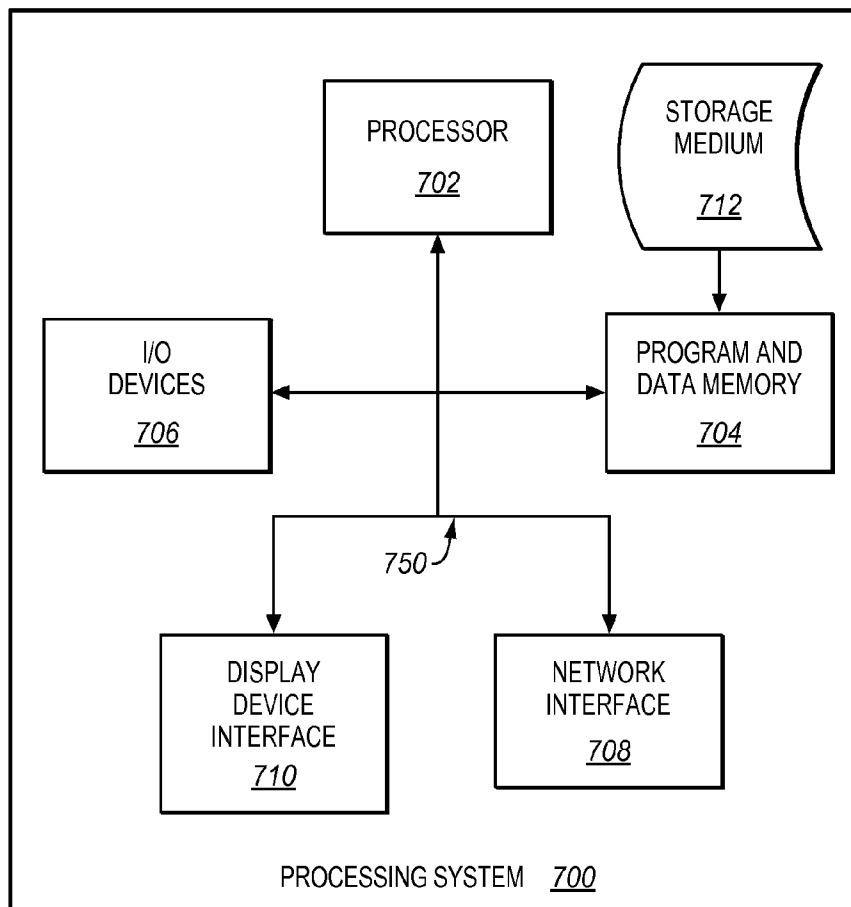 PROCESSOR
702
STORAGE
MEDIUM
712
I/O
DEVICES
706
PROGRAM AND
DATA MEMORY
704
750
DISPLAY
DEVICE
INTERFACE
710
NETWORK
INTERFACE
708
PROCESSING SYSTEM 700